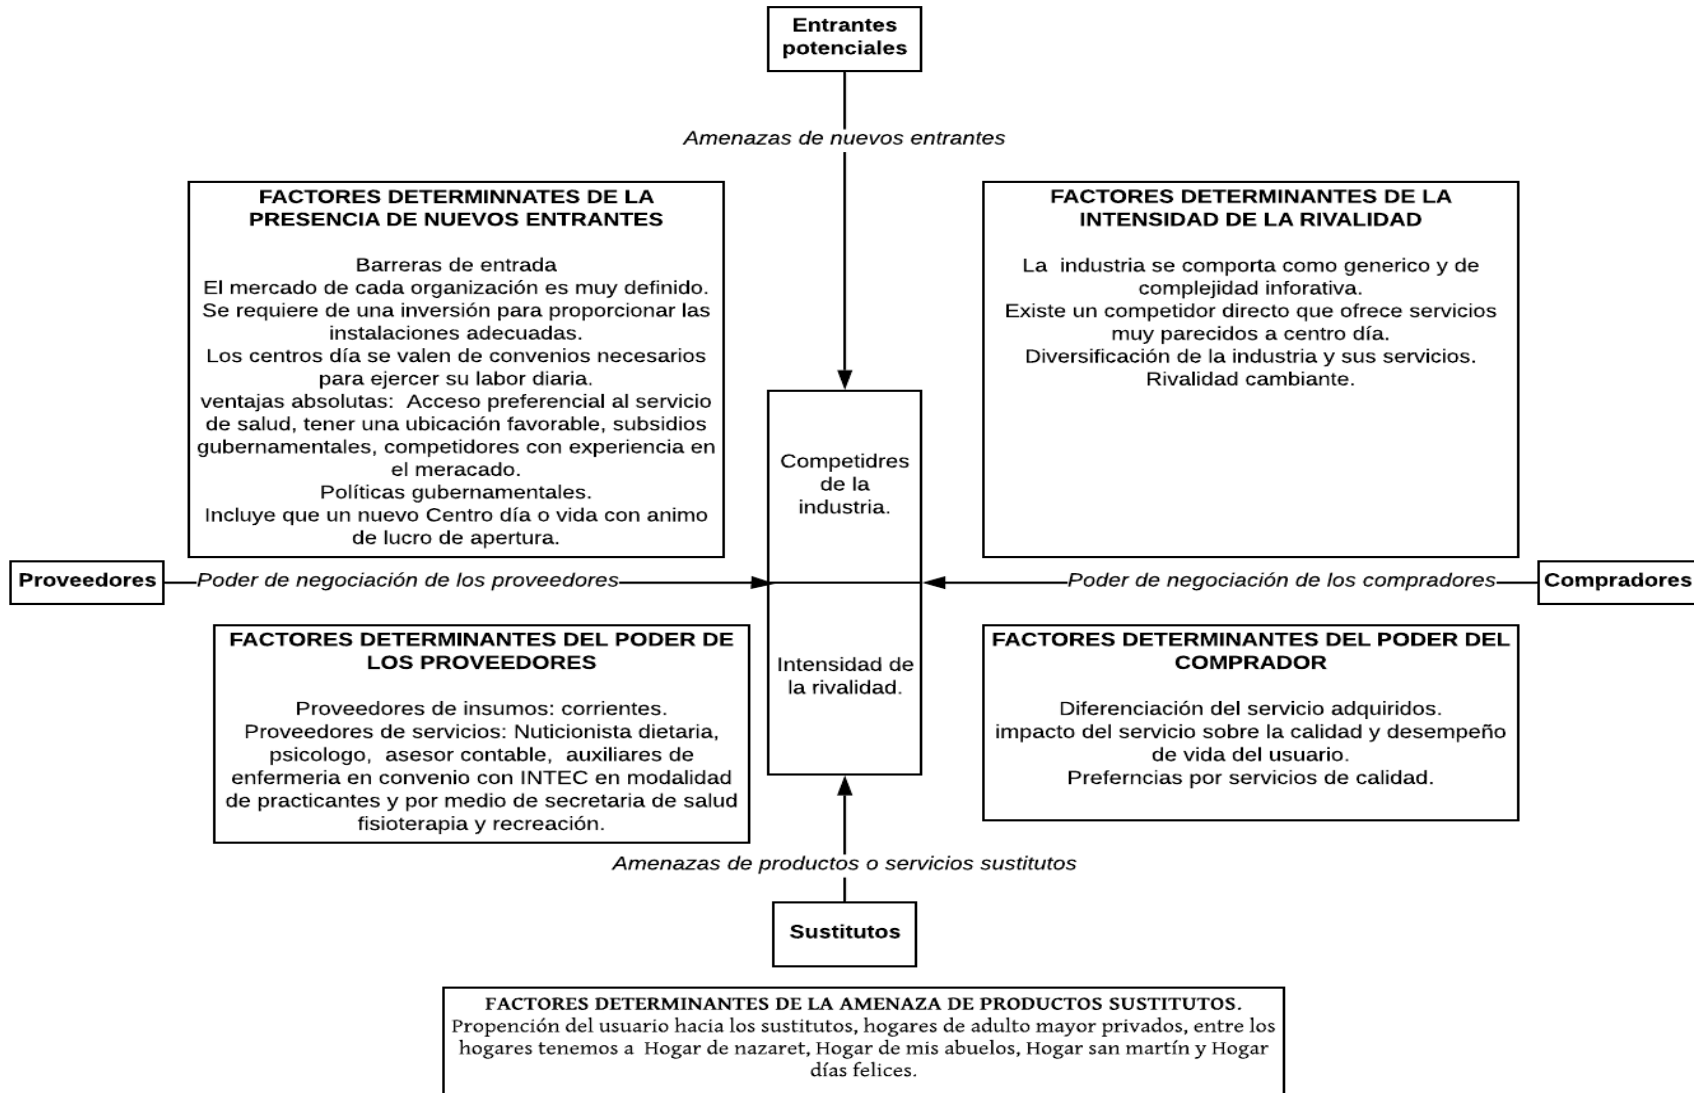 Entrantes
potenciales
Amenazas de nuevos entrantes
FACTORES DETERMINNATES DE LA
PRESENCIA DE NUEVOS ENTRANTES
Barreras de entrada
El mercado de cada organización es muy definido.
Se requiere de una inversión para proporcionar las
instalaciones adecuadas.
Los centros día se valen de convenios necesarios
para ejercer su labor diaria.
ventajas absolutas:  Acceso preferencial al servicio
de salud, tener una ubicación favorable, subsidios
gubernamentales, competidores con experiencia en
el meracado.
Políticas gubernamentales.
Incluye que un nuevo Centro día o vida con animo
de lucro de apertura.
FACTORES DETERMINANTES DE LA
INTENSIDAD DE LA RIVALIDAD
La  industria se comporta como generico y de
complejidad inforativa.
Existe un competidor directo que ofrece servicios
muy parecidos a centro día.
Diversificación de la industria y sus servicios.
Rivalidad cambiante.
Competidres
de la
industria.
Proveedores
Poder de negociación de los proveedores
Poder de negociación de los compradores
Compradores
FACTORES DETERMINANTES DEL PODER DE
LOS PROVEEDORES
Proveedores de insumos: corrientes.
Proveedores de servicios: Nuticionista dietaria,
psicologo,  asesor contable,  auxiliares de
enfermeria en convenio con INTEC en modalidad
de practicantes y por medio de secretaria de salud
fisioterapia y recreación.
Intensidad de
la rivalidad.
FACTORES DETERMINANTES DEL PODER DEL
COMPRADOR
Diferenciación del servicio adquiridos.
impacto del servicio sobre la calidad y desempeño
de vida del usuario.
Preferncias por servicios de calidad.
Amenazas de productos o servicios sustitutos
Sustitutos
FACTORES DETERMINANTES DE LA AMENAZA DE PRODUCTOS SUSTITUTOS.
Propención del usuario hacia los sustitutos, hogares de adulto mayor privados, entre los
hogares tenemos a  Hogar de nazaret, Hogar de mis abuelos, Hogar san martín y Hogar
días felices.